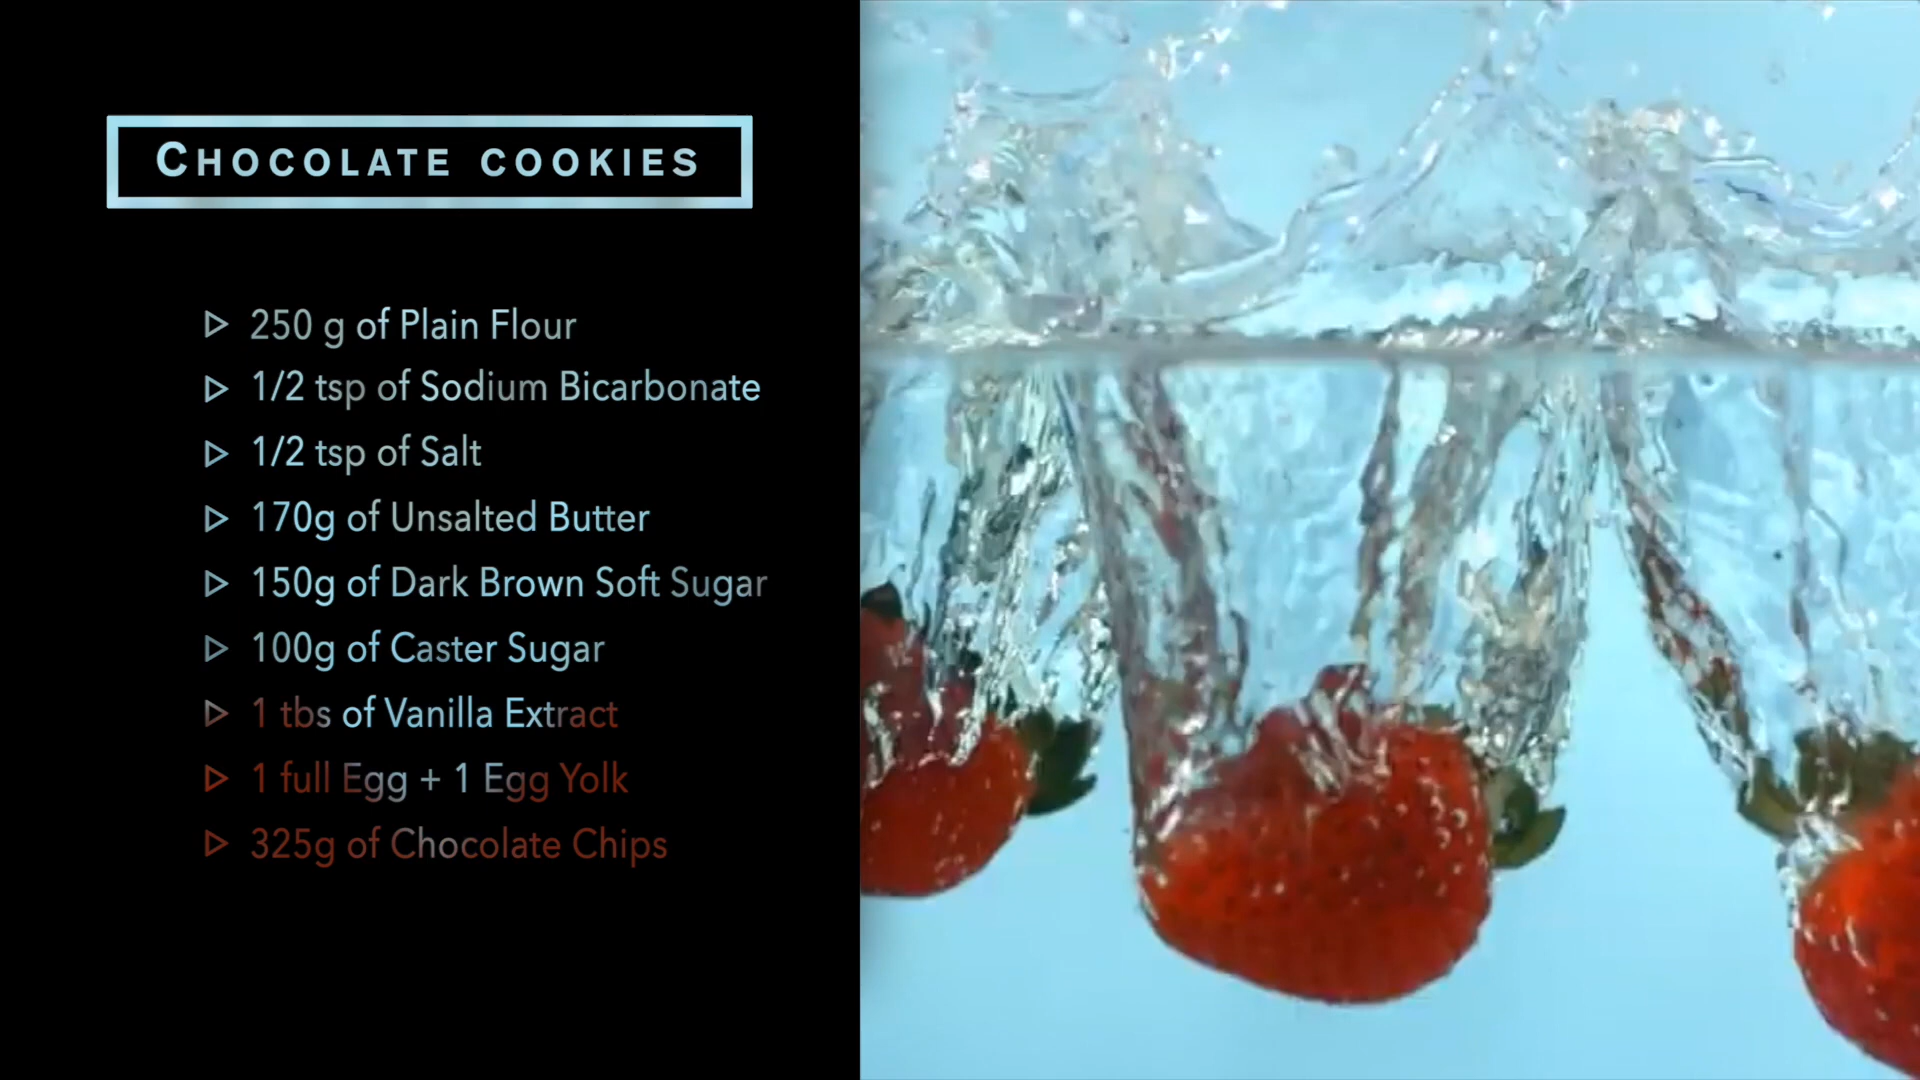 CHOCOLATE COOKIES
250 g of Plain Flour
1/2 tsp of Sodium Bicarbonate
1/2 tsp of Salt
170g of Unsalted Butter
150g of Dark Brown Soft Sugar
100g of Caster Sugar
1 tbs of Vanilla Extract
1 full Egg + 1 Egg Yolk
325g of Chocolate Chips